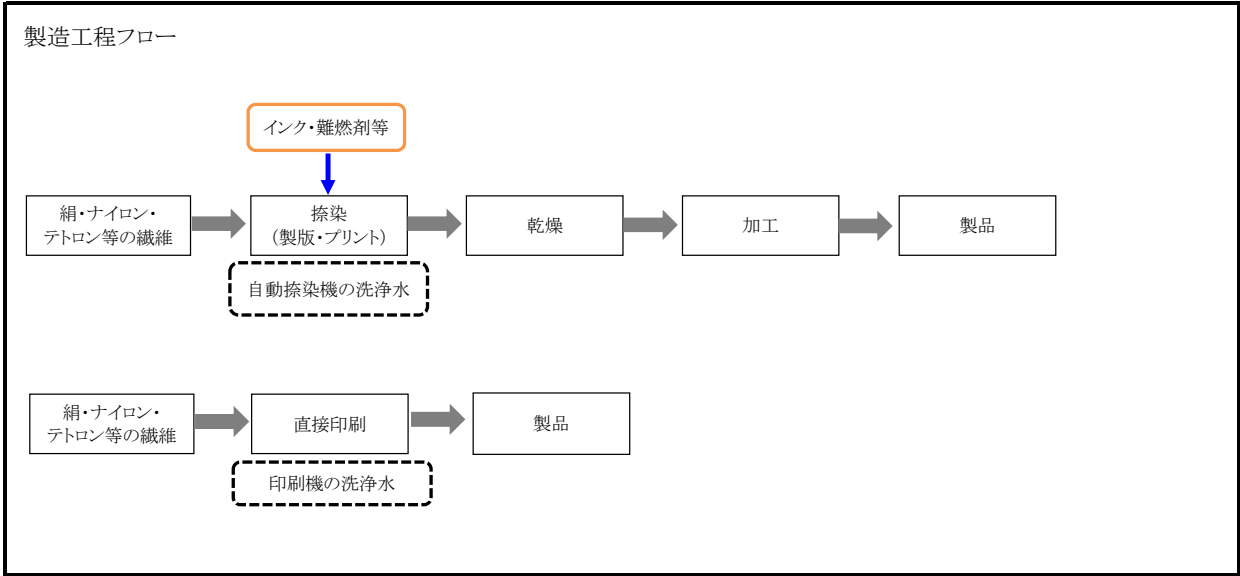 製造工程フロー
インク・難燃剤等
絹・ナイロン・
テトロン等の繊維
捺染
(製版・プリント)
乾燥
加工
製品
自動捺染機の洗浄水
絹・ナイロン・
テトロン等の繊維
直接印刷
製品
印刷機の洗浄水